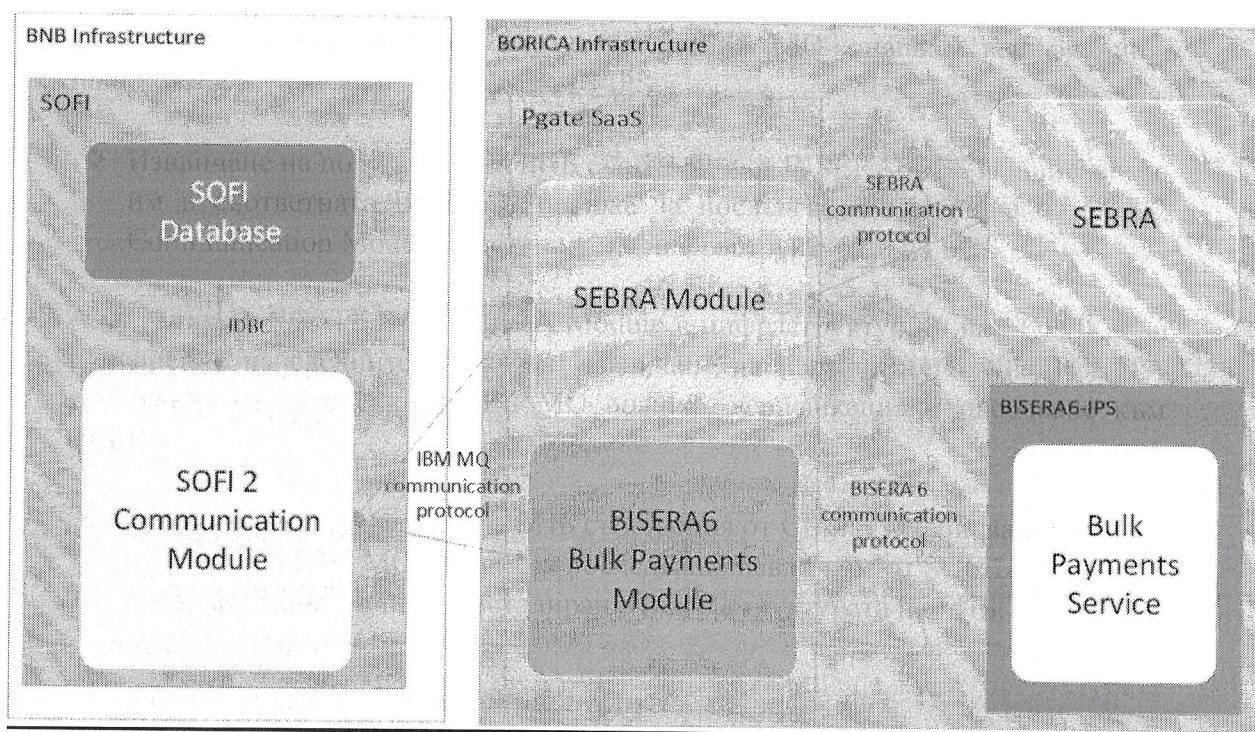 BNB Infrastructure
SOFI
SOFI
Database
JDBC
SOFI 2
Communication
Module
IBM MQ
communication
protocol
BORICA Infrastructure
Pgate SaaS
SEBRA Module
BISERA6
Bulk Payments
Module
SEBRA
communication
protocol
BISERA 6
communication
protocol
SEBRA
BISERA6-IPS
Bulk
Payments
Service